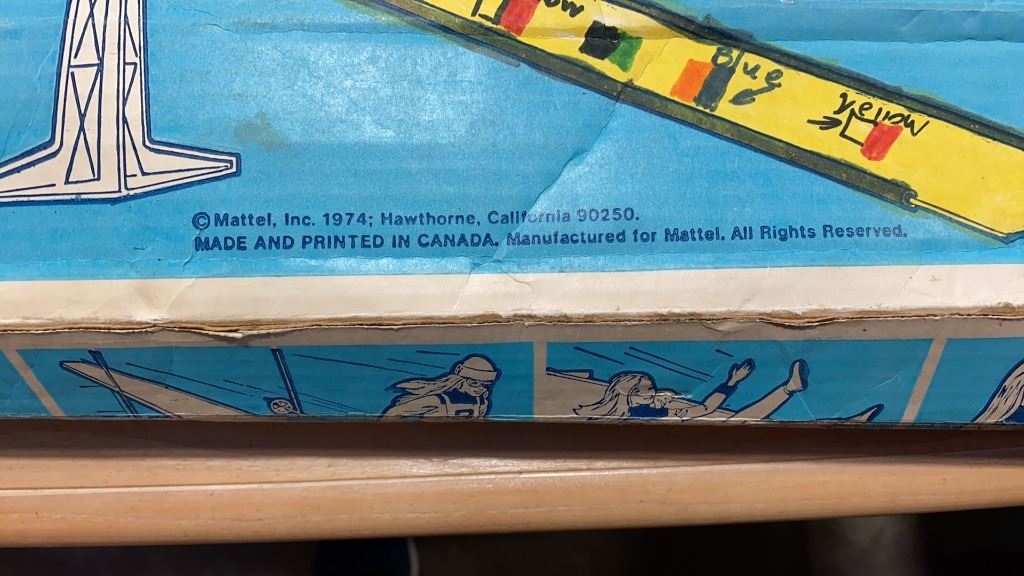 Blue
yellow
©Mattel, Inc. 1974; Hawthorne, California 90250.
MADE AND PRINTED IN CANADA. Manufactured for Mattel. All Rights Reserved.